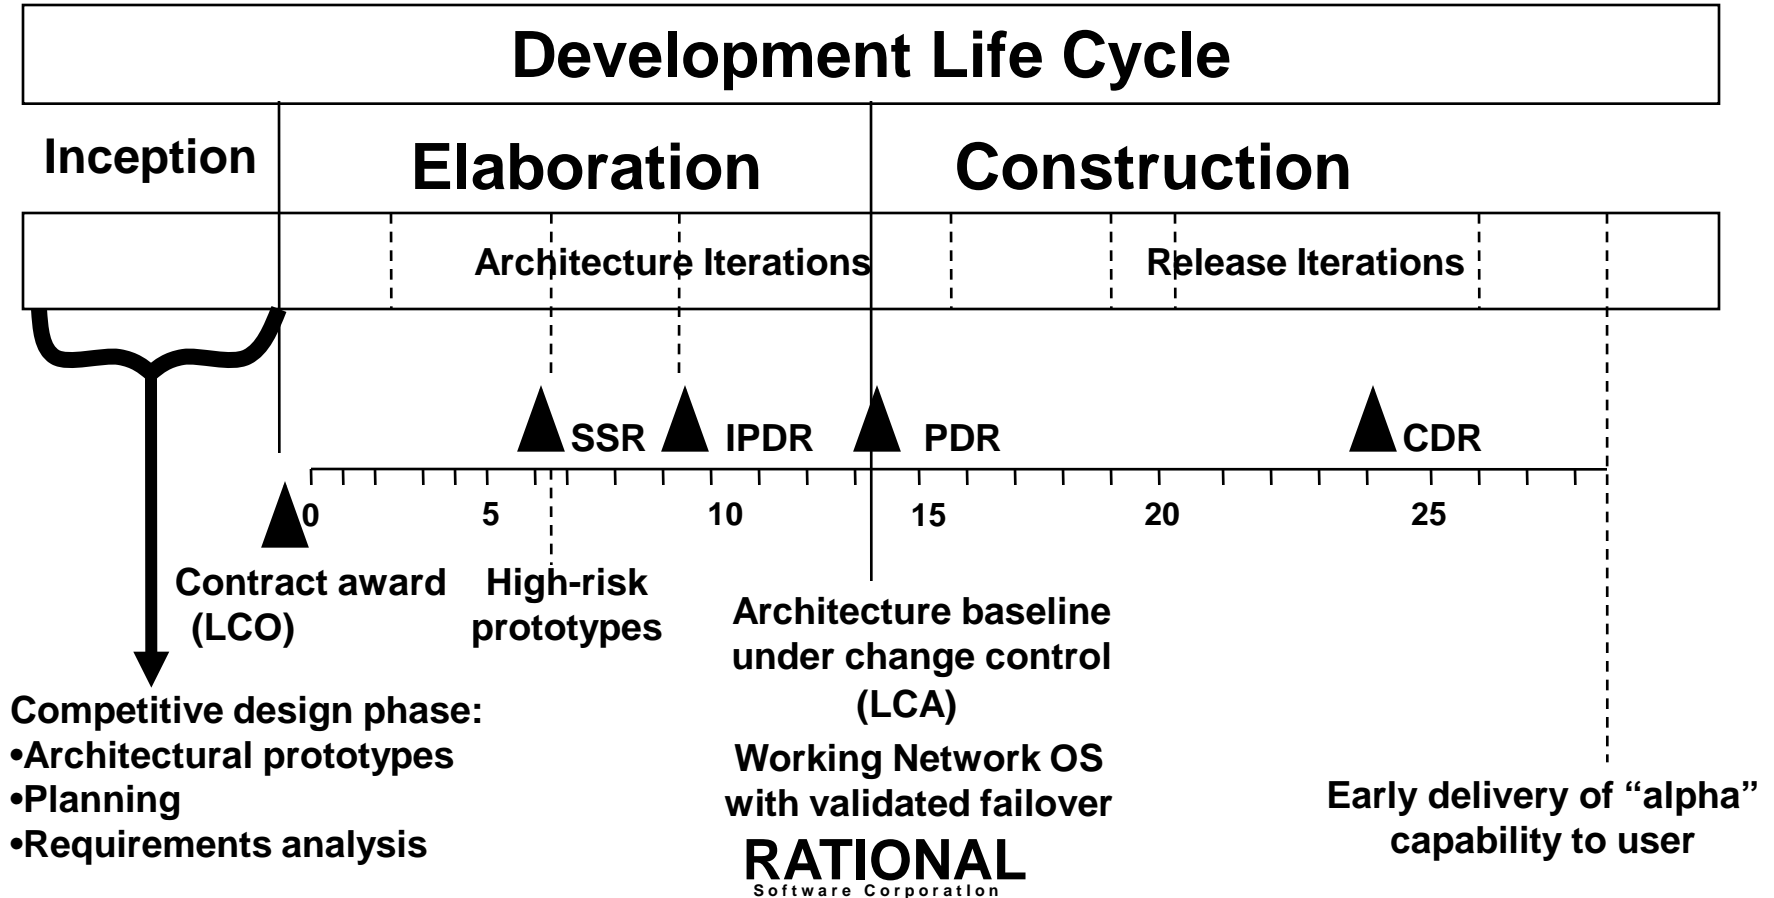 Development Life Cycle
Inception
Elaboration
Construction
Architecture Iterations
Release Iterations
SSR
IPDR
PDR
CDR
0
5
10
15
20
25
Contract award
(LCO)
High-risk
prototypes
Architecture baseline
under change control
(LCA)
Working Network OS
with validated failover
Competitive design phase:
•Architectural prototypes
•Planning
•Requirements analysis
Early delivery of “alpha”
capability to user
RATIONAL
Software Corporation